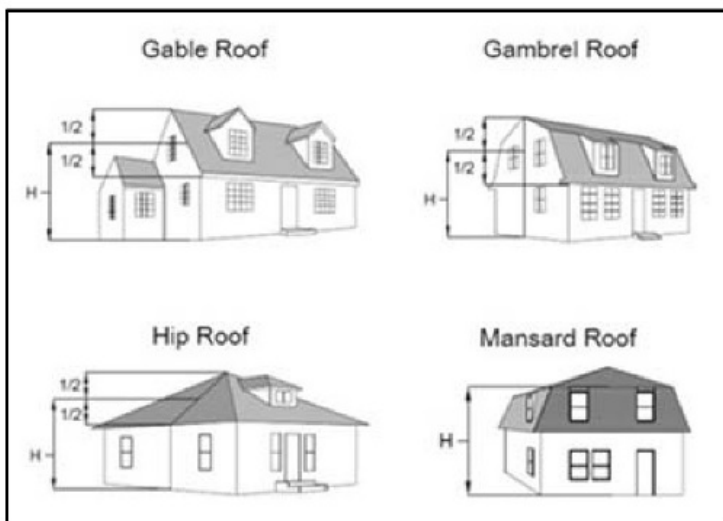 Gable Roof
1/2
1/2
H
Gambrel Roof
1/2
1/2
H
Hip Roof
1/2
1/2
H
Mansard Roof
H